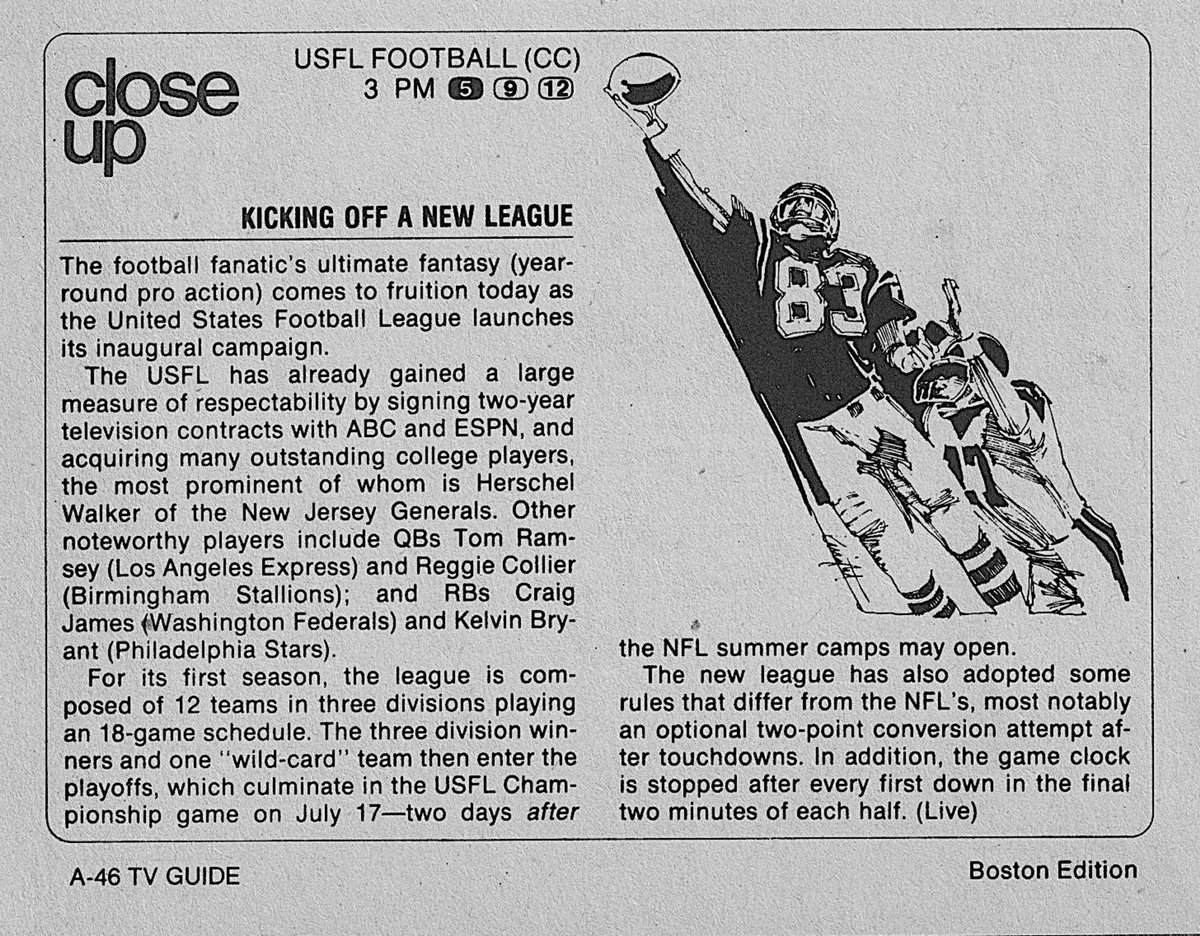 close
up
USFL FOOTBALL (CC)
3 PM 5 9 12
KICKING OFF A NEW LEAGUE
The football fanatic's ultimate fantasy (year-
round pro action) comes to fruition today as
the United States Football League launches
its inaugural campaign.
The USFL has already gained a large
measure of respectability by signing two-year
television contracts with ABC and ESPN, and
acquiring many outstanding college players,
the most prominent of whom is Herschel
Walker of the New Jersey Generals. Other
noteworthy players include QBs Tom Ram-
sey (Los Angeles Express) and Reggie Collier
(Birmingham Stallions); and RBs Craig
James (Washington Federals) and Kelvin Bry-
ant (Philadelphia Stars).
For its first season, the league is com-
posed of 12 teams in three divisions playing
an 18-game schedule. The three division win-
ners and one "wild-card" team then enter the
playoffs, which culminate in the USFL Cham-
pionship game on July 17—two days after
83
the NFL summer camps may open.
The new league has also adopted some
rules that differ from the NFL's, most notably
an optional two-point conversion attempt af-
ter touchdowns. In addition, the game clock
is stopped after every first down in the final
two minutes of each half. (Live)
A-46 TV GUIDE
Boston Edition